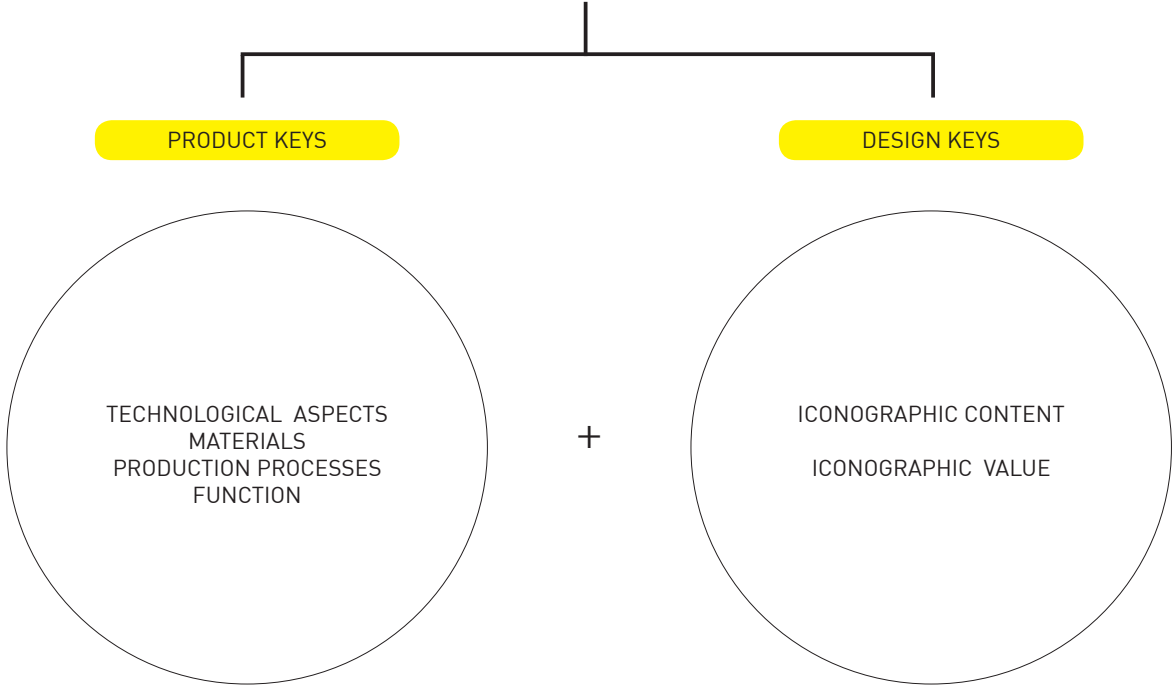 PRODUCT KEYS
DESIGN KEYS
TECHNOLOGICAL ASPECTS
MATERIALS
PRODUCTION PROCESSES
FUNCTION
+
ICONOGRAPHIC CONTENT
ICONOGRAPHIC VALUE